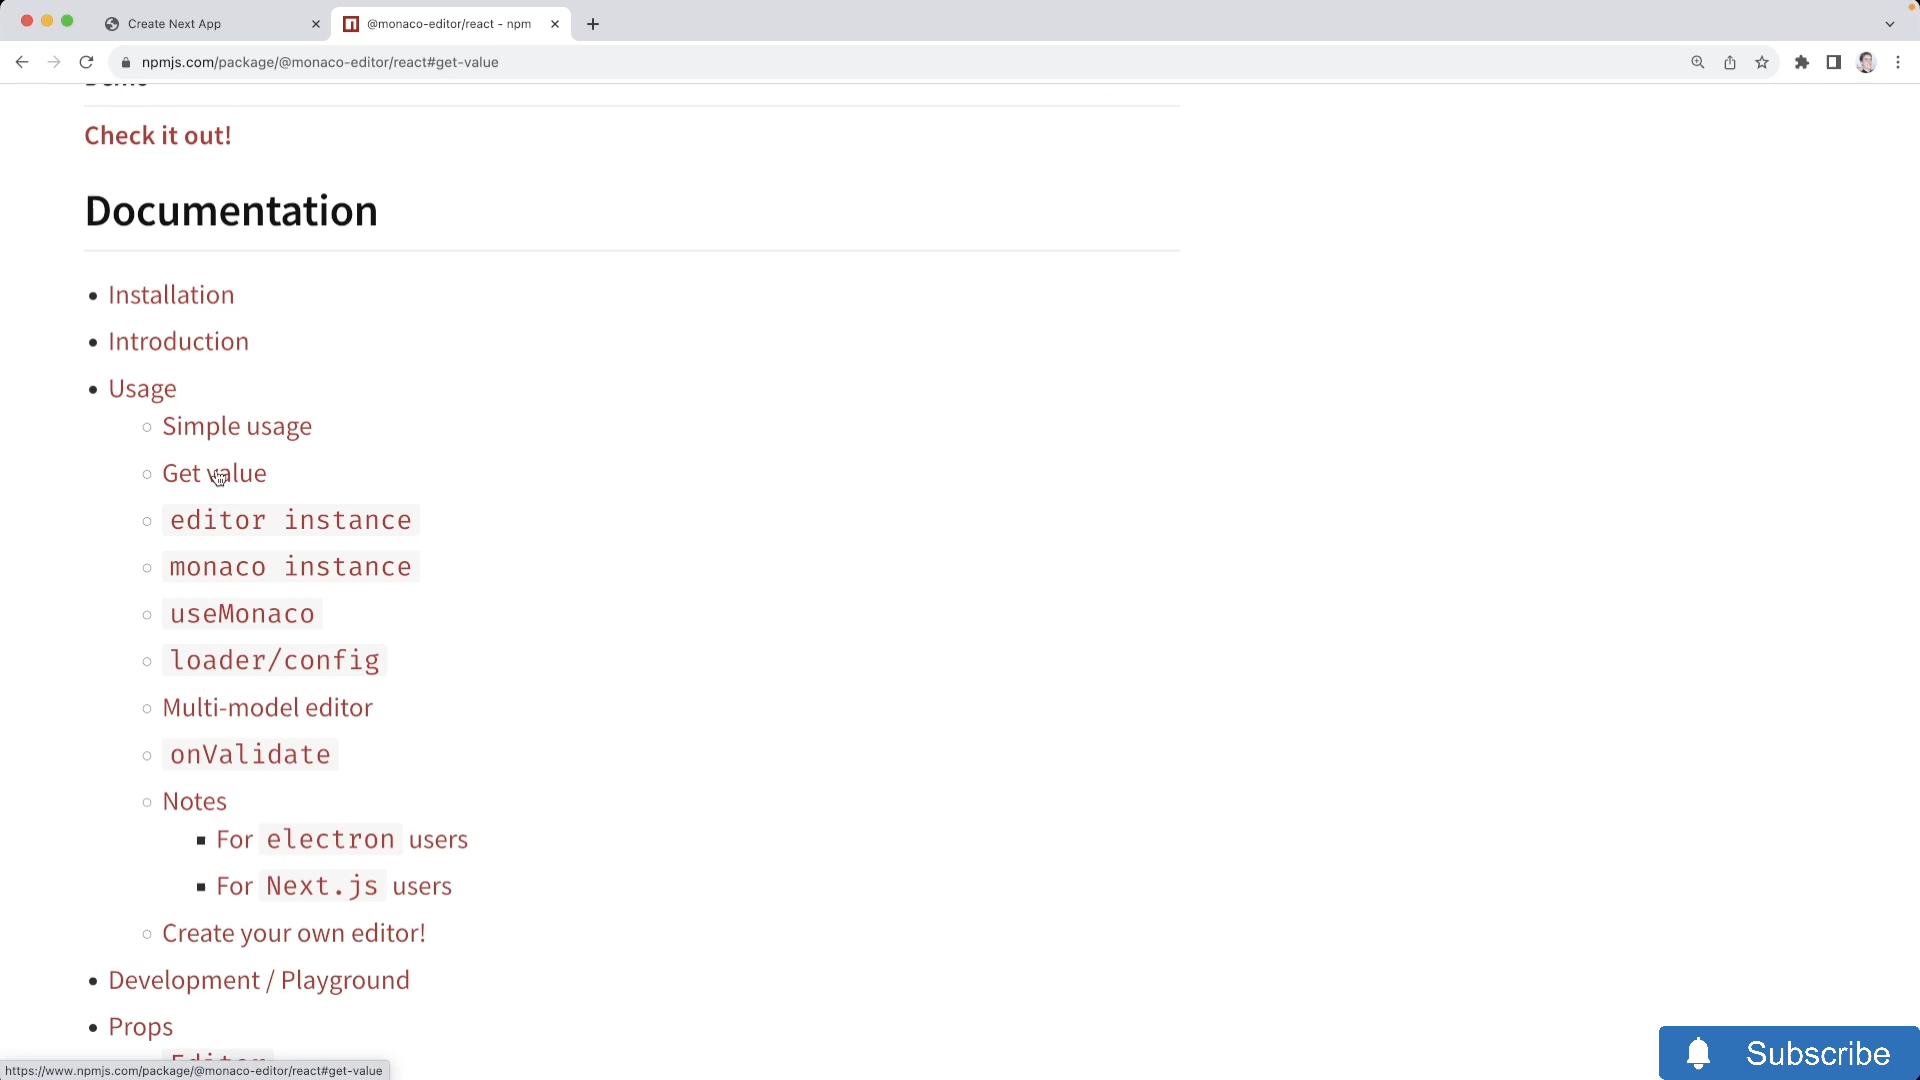 Create Next App
@monaco-editor/react - npm
npmjs.com/package/@monaco-editor/react#get-value
Demo
Check it out!
Documentation
Installation
Introduction
Usage
Simple usage
Get value
editor instance
monaco instance
useMonaco
loader/config
Multi-model editor
onValidate
Notes
For electron users
For Next.js users
Create your own editor!
Development / Playground
Props
Editor
https://www.npmjs.com/package/@monaco-editor/react#get-value
Subscribe